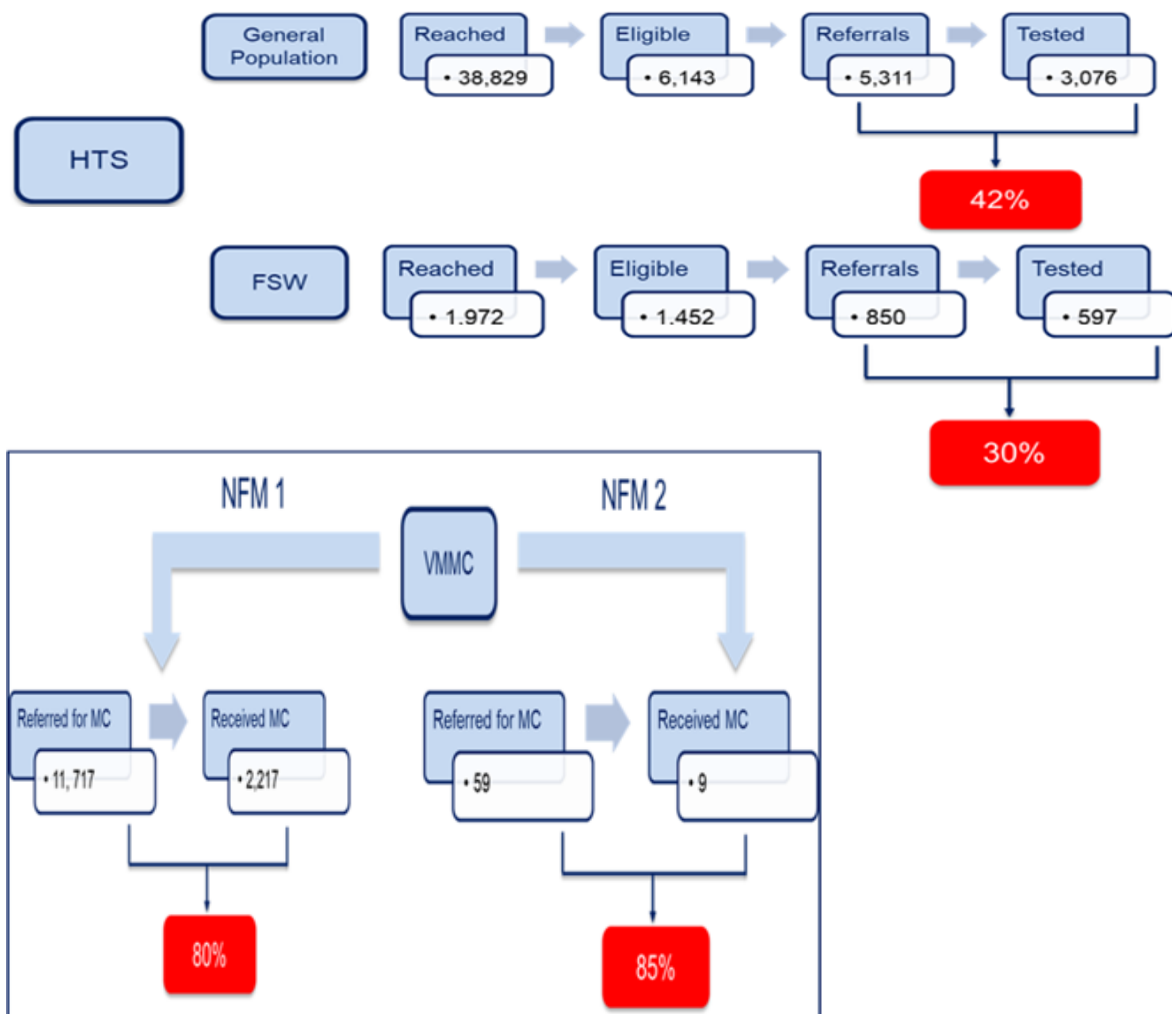 General
Population
Reached
• 38,829
Eligible
• 6,143
Referrals
• 5,311
Tested
• 3,076
HTS
42%
FSW
Reached
• 1.972
Eligible
• 1.452
Referrals
• 850
Tested
• 597
30%
NFM 1
NFM 2
VMMC
Referred for MC
• 11, 717
Received MC
• 2,217
Referred for MC
• 59
Received MC
• 9
80%
85%